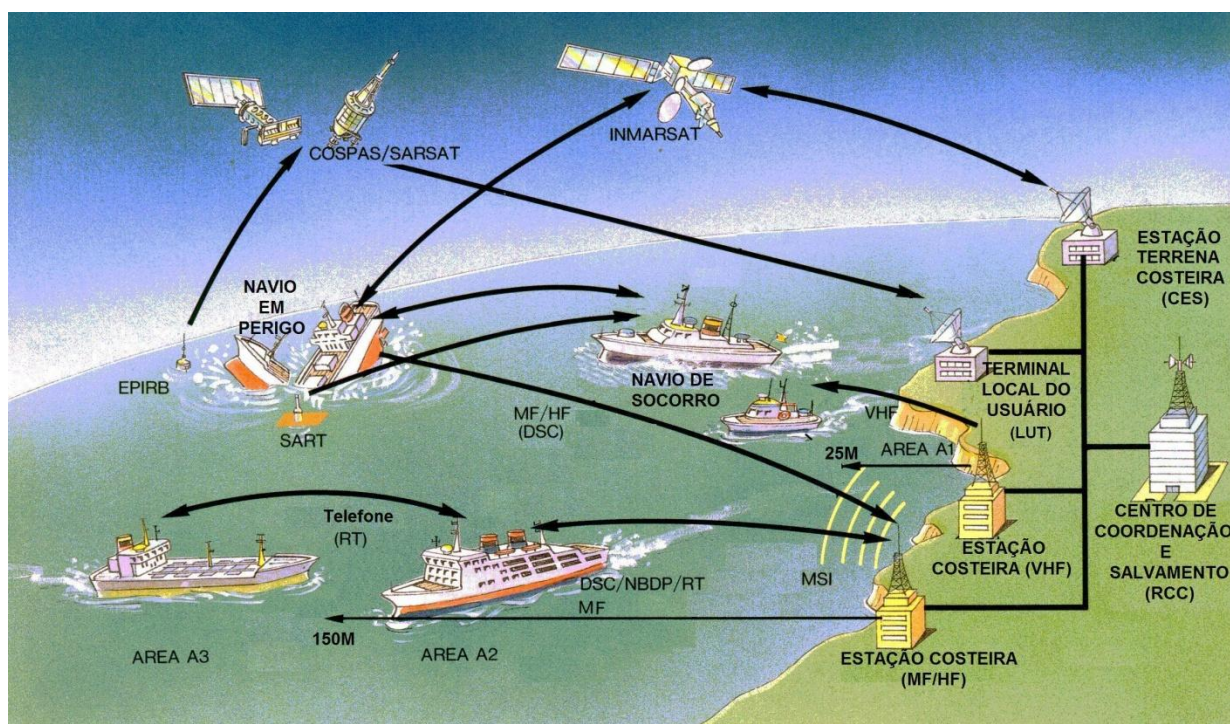 INMARSAT
COSPAS/SARSAT
ESTAÇÃO
TERRENA
COSTEIRA
(CES)
NAVIO
EM
PERIGO
EPIRB
SART
MF/HF
(DSC)
NAVIO DE
SOCORRO
VHF
TERMINAL
LOCAL DO
USUÁRIO
(LUT)
AREA A1
25M
CENTRO DE
COORDENAÇÃO
E
SALVAMENTO
(RCC)
ESTAÇÃO
COSTEIRA (VHF)
Telefone
(RT)
DSC/NBDP/RT
MF
MSI
150M
AREA A3
AREA A2
ESTAÇÃO COSTEIRA
(MF/HF)